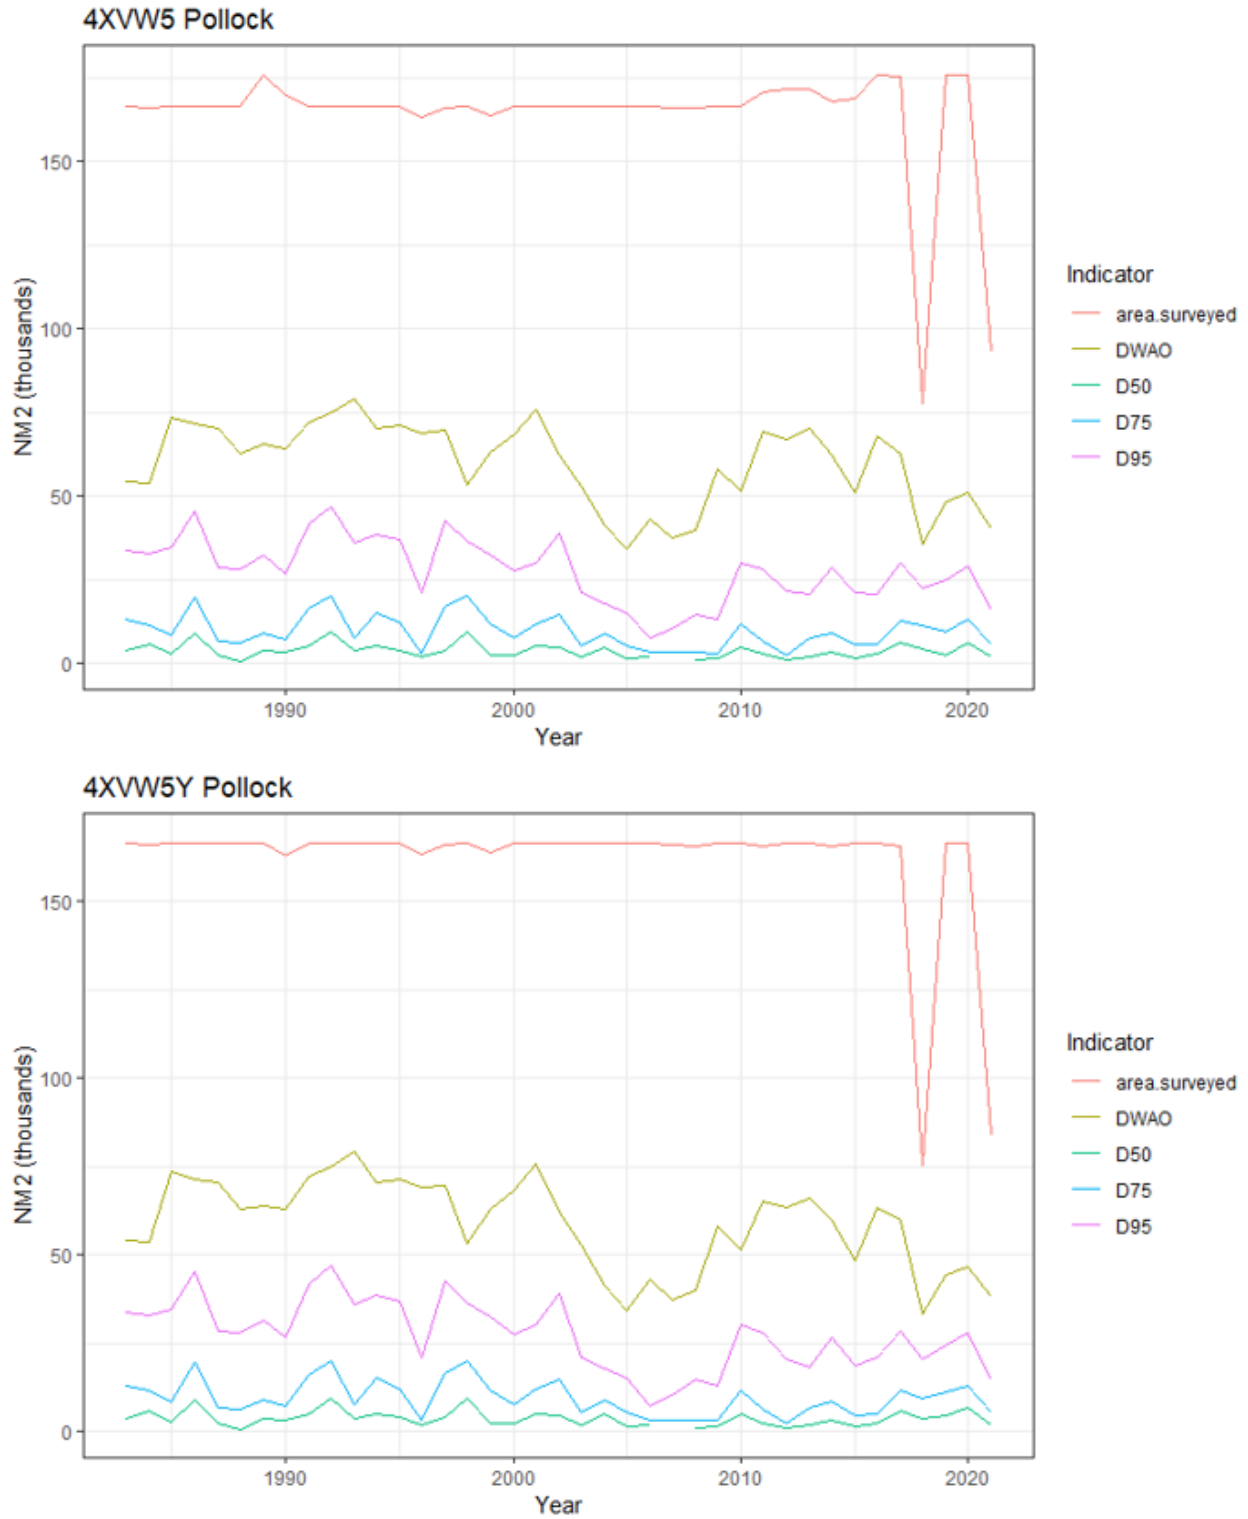 4XVW5 Pollock
NM2 (thousands)
150
100
50
0
1990 2000 2010 2020
Year
Indicator
area.surveyed
DWAO
D50
D75
D95
4XVW5Y Pollock
NM2 (thousands)
150
100
50
0
1990 2000 2010 2020
Year
Indicator
area.surveyed
DWAO
D50
D75
D95